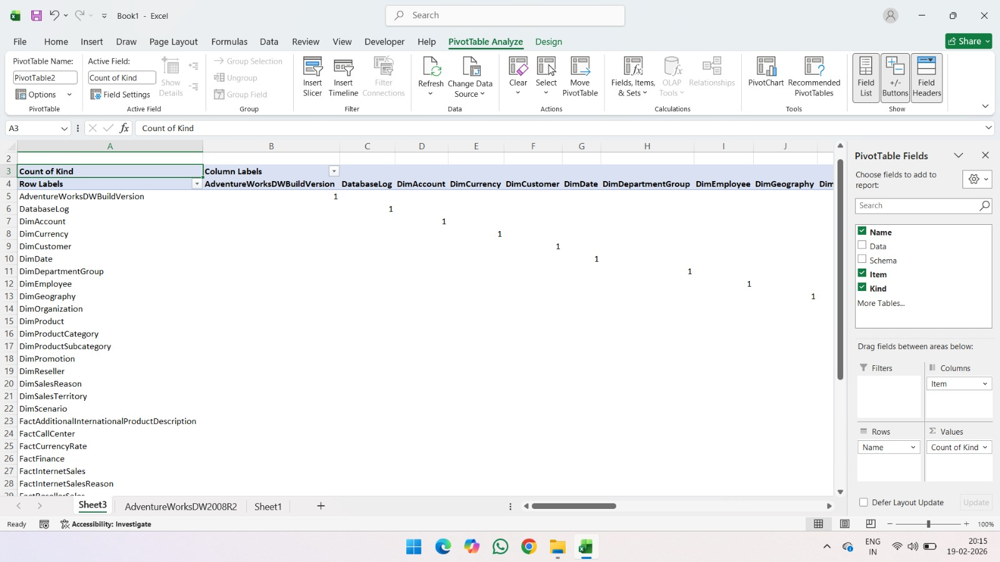 Book1 - Excel
Search
File Home Insert Draw Page Layout Formulas Data Review View Developer Help PivotTable Analyze Design Share
PivotTable Name:
PivotTable2
Options
PivotTable
Active Field:
Count of Kind
Field Settings
Show Details
Active Field
Group Selection
Ungroup
Group Field
Group
Insert Slicer
Insert Timeline
Filter Connections
Filter
Refresh
Change Data Source
Data
Clear
Select
Move PivotTable
Actions
Fields, Items, & Sets
OLAP Tools
Relationships
Calculations
PivotChart
Recommended PivotTables
Tools
Field List
+/- Buttons
Field Headers
Show
A3 fx Count of Kind
A B C D E F G H I J
2
3 Count of Kind Column Labels
4 Row Labels AdventureWorksDWBuildVersion DatabaseLog DimAccount DimCurrency DimCustomer DimDate DimDepartmentGroup DimEmployee DimGeography Dim
5 AdventureWorksDWBuildVersion 1
6 DatabaseLog 1
7 DimAccount 1
8 DimCurrency 1
9 DimCustomer 1
10 DimDate 1
11 DimDepartmentGroup 1
12 DimEmployee 1
13 DimGeography 1
14 DimOrganization
15 DimProduct
16 DimProductCategory
17 DimProductSubcategory
18 DimPromotion
19 DimReseller
20 DimSalesReason
21 DimSalesTerritory
22 DimScenario
23 FactAdditionalInternationalProductDescription
24 FactCallCenter
25 FactCurrencyRate
26 FactFinance
27 FactInternetSales
28 FactInternetSalesReason
29 FactResellerSales
PivotTable Fields
Choose fields to add to
report:
Search
Name
Data
Schema
Item
Kind
More Tables...
Drag fields between areas below:
Filters
Columns
Item
Rows
Name
Values
Count of Kind
Defer Layout Update Update
Sheet3 AdventureWorksDW2008R2 Sheet1
Ready Accessibility: Investigate 100%
ENG
IN
20:15
19-02-2026